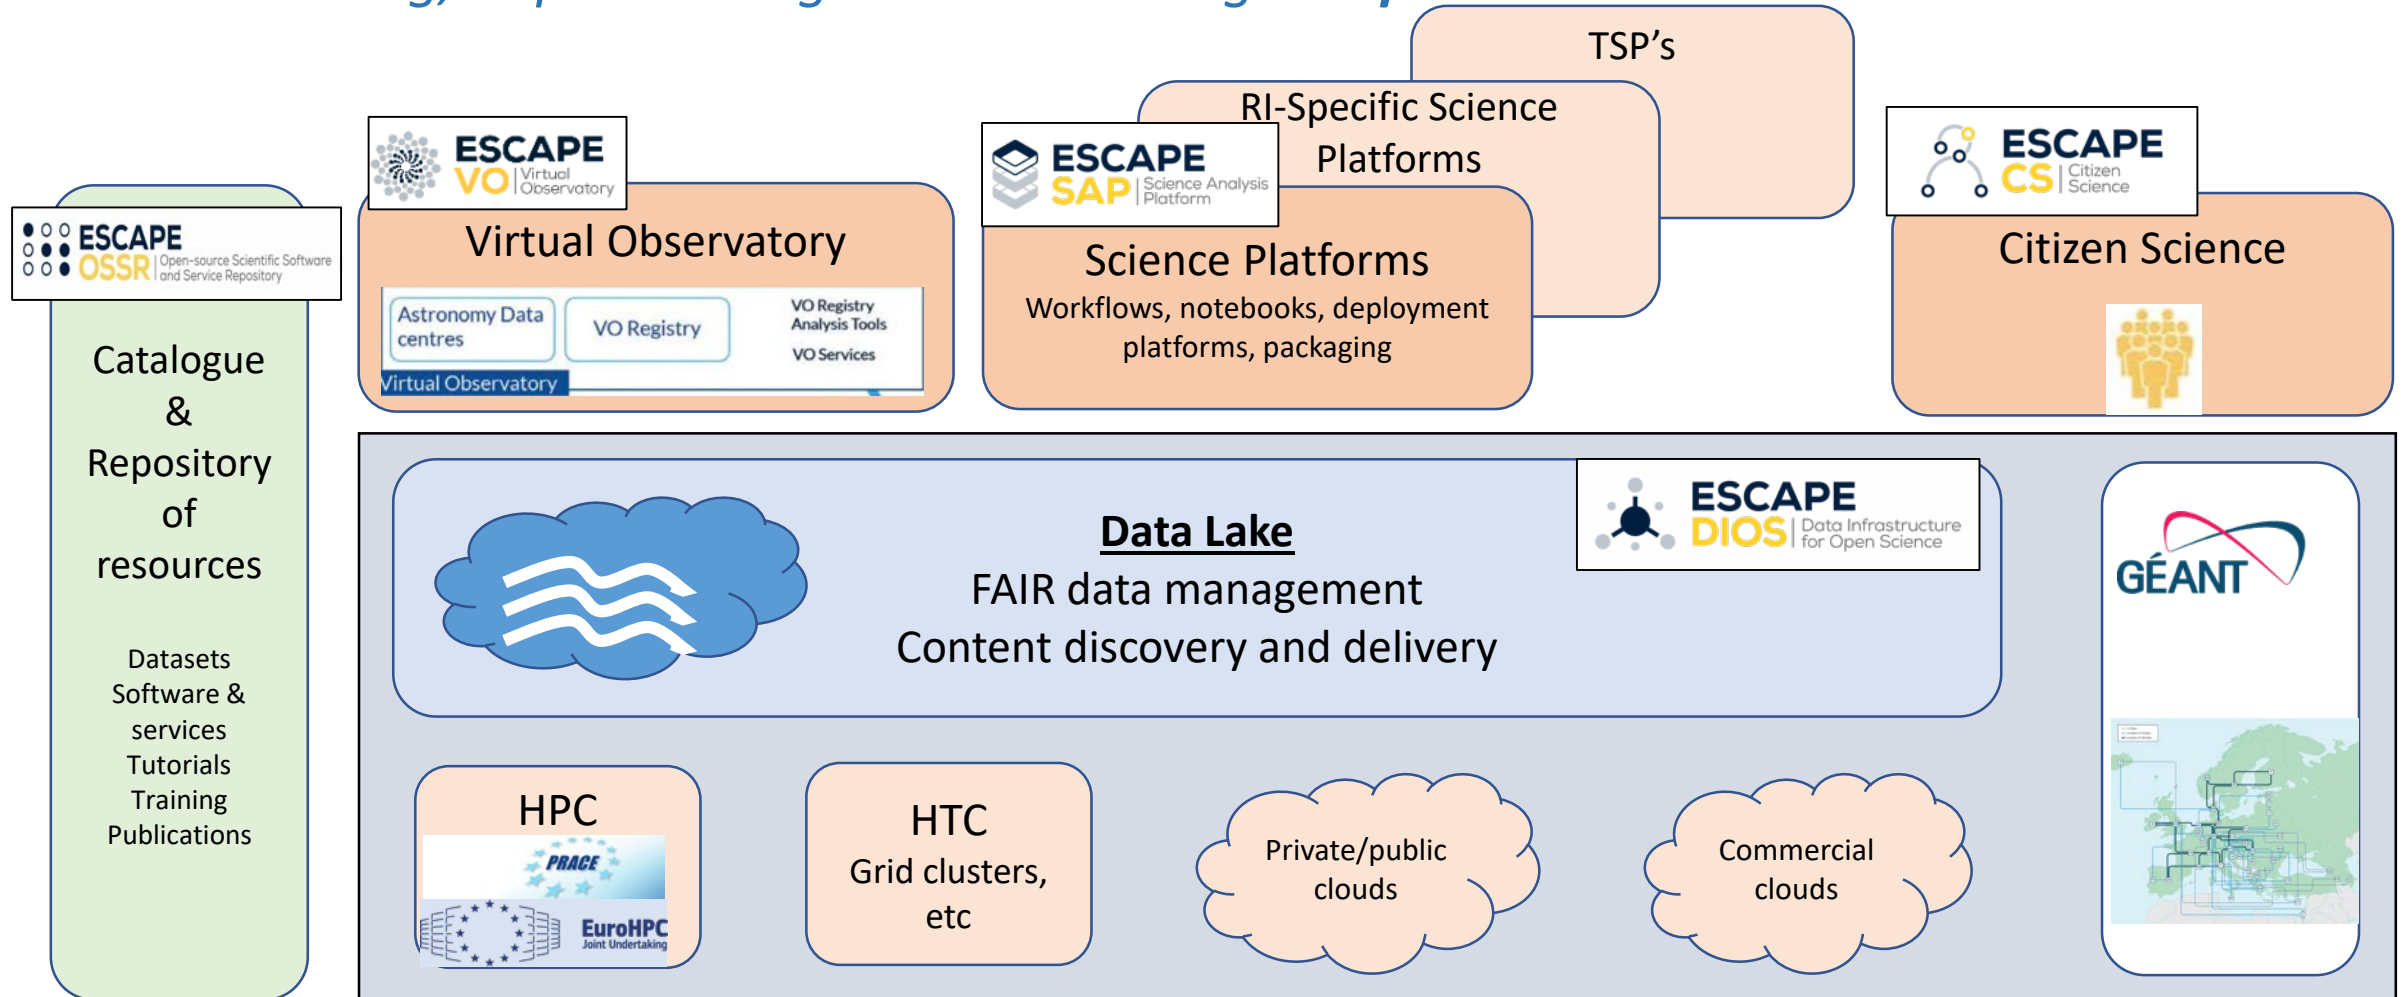 TSP's
RI-Specific Science
Platforms
ESCAPE
VO
Virtual
Observatory
ESCAPE
SAP
Science Analysis
Platform
ESCAPE
CS
Citizen
Science
ESCAPE
OSSR
Open-source Scientific Software
and Service Repository
Catalogue
&
Repository
of
resources
Datasets
Software &
services
Tutorials
Training
Publications
Virtual Observatory
Astronomy Data
centres
VO Registry
VO Registry
Analysis Tools
VO Services
Virtual Observatory
Science Platforms
Workflows, notebooks, deployment
platforms, packaging
Citizen Science
Data Lake
FAIR data management
Content discovery and delivery
ESCAPE
DIOS
Data Infrastructure
for Open Science
GÉANT
HPC
PRACE
EuroHPC
Joint Undertaking
HTC
Grid clusters,
etc
Private/public
clouds
Commercial
clouds